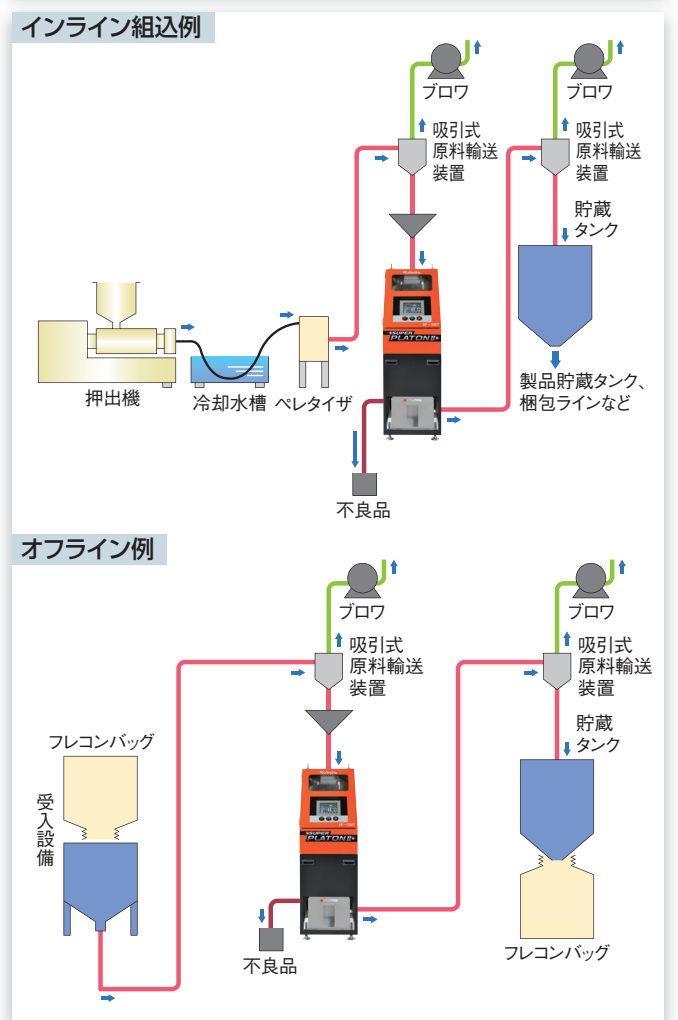 インライン組込例
ブロワ
ブロワ
吸引式
原料輸送
装置
吸引式
原料輸送
装置
貯蔵
タンク
Kubota
SUPER
PLATON II+
押出機
冷却水槽
ペレタイザ
製品貯蔵タンク、
梱包ラインなど
不良品
オフライン例
ブロワ
ブロワ
吸引式
原料輸送
装置
吸引式
原料輸送
装置
フレコンバッグ
貯蔵
タンク
受入設備
Kubota
SUPER
PLATON II+
不良品
フレコンバッグ